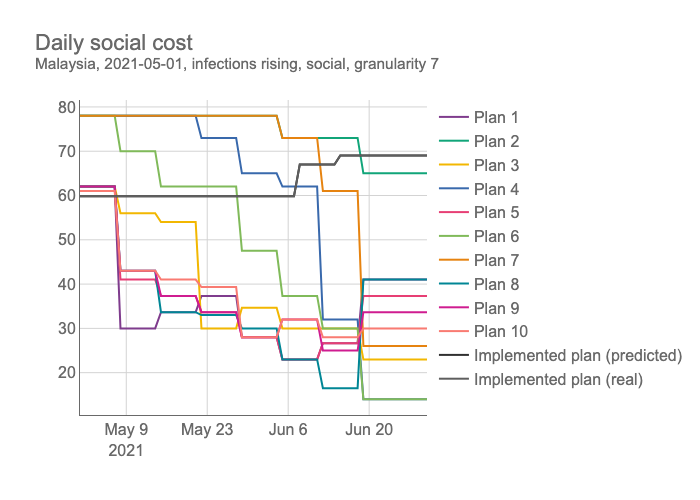 Daily social cost
Malaysia, 2021-05-01, infections rising, social, granularity 7
80
70
60
50
40
30
20
May 9
2021
May 23
Jun 6
Jun 20
Plan 1
Plan 2
Plan 3
Plan 4
Plan 5
Plan 6
Plan 7
Plan 8
Plan 9
Plan 10
Implemented plan (predicted)
Implemented plan (real)